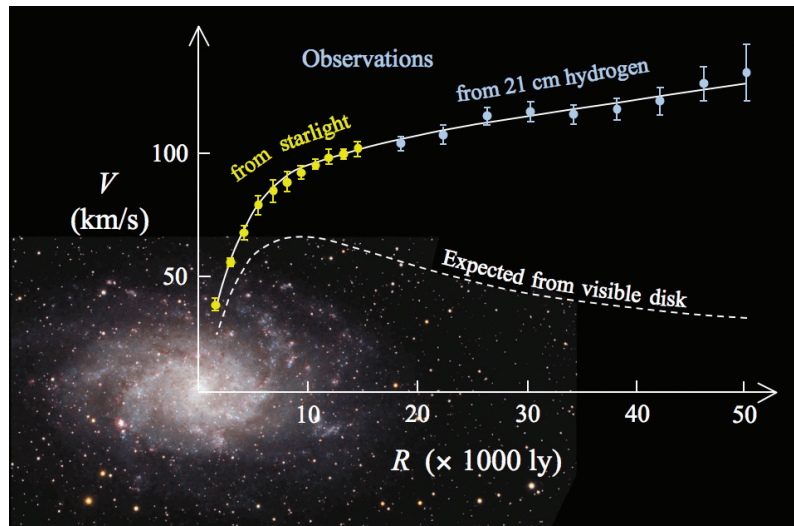 Observations
from 21 cm hydrogen
from starlight
100
V
(km/s)
50
Expected from visible disk
10 20 30 40 50
R (× 1000 ly)